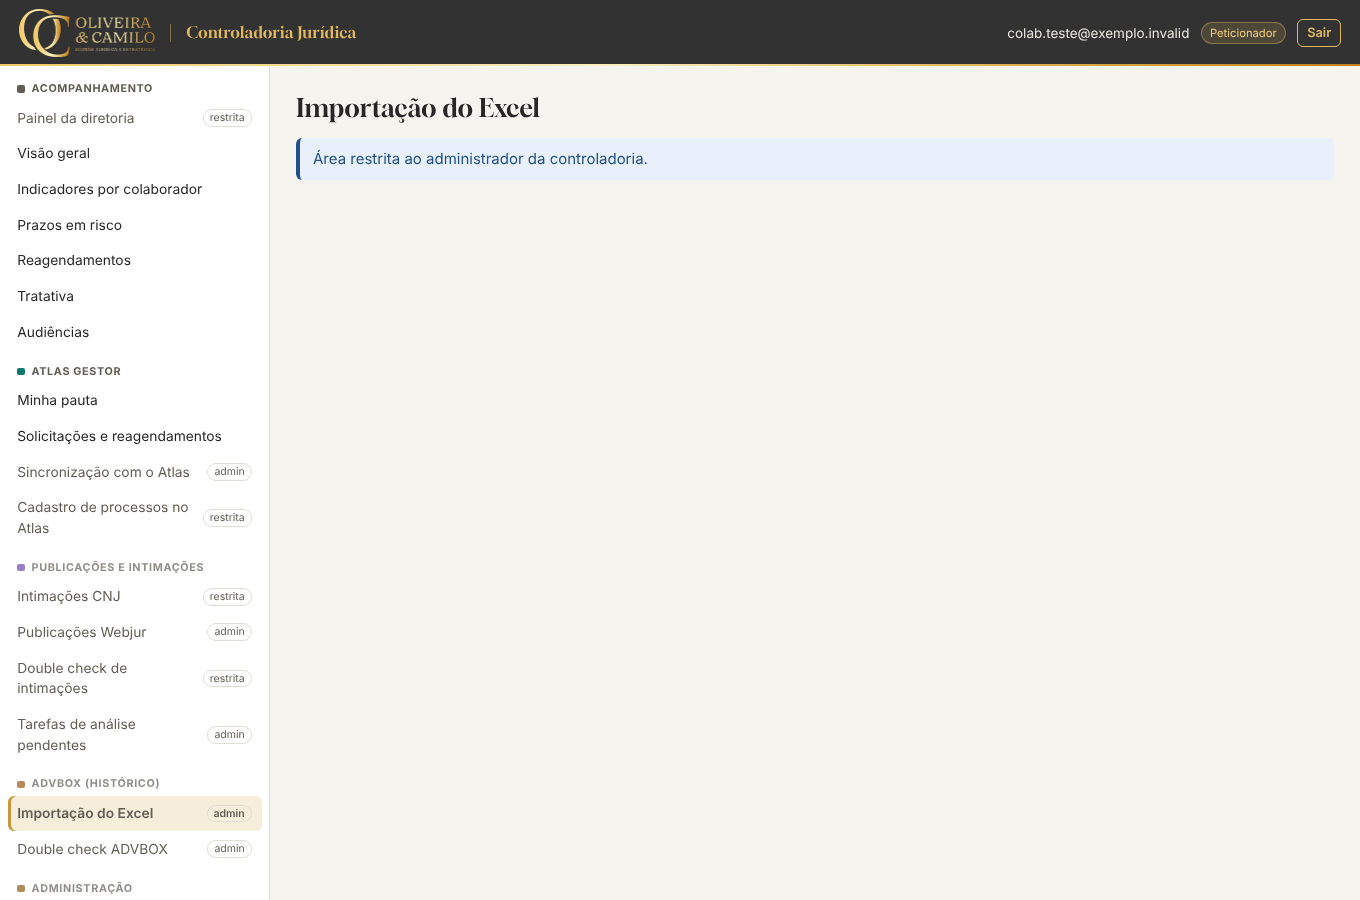 OLIVEIRA
& CAMILO
Controladoria Jurídica
colab.teste@exemplo.invalid
Peticionador
Sair
ACOMPANHAMENTO
Painel da diretoria restrita
Visão geral
Indicadores por colaborador
Prazos em risco
Reagendamentos
Tratativa
Audiências
ATLAS GESTOR
Minha pauta
Solicitações e reagendamentos
Sincronização com o Atlas admin
Cadastro de processos no
Atlas
restrita
PUBLICAÇÕES E INTIMAÇÕES
Intimações CNJ restrita
Publicações Webjur admin
Double check de
intimações
restrita
Tarefas de análise
pendentes
admin
ADVBOX (HISTÓRICO)
Importação do Excel admin
Double check ADVBOX admin
ADMINISTRAÇÃO
Importação do Excel
Área restrita ao administrador da controladoria.